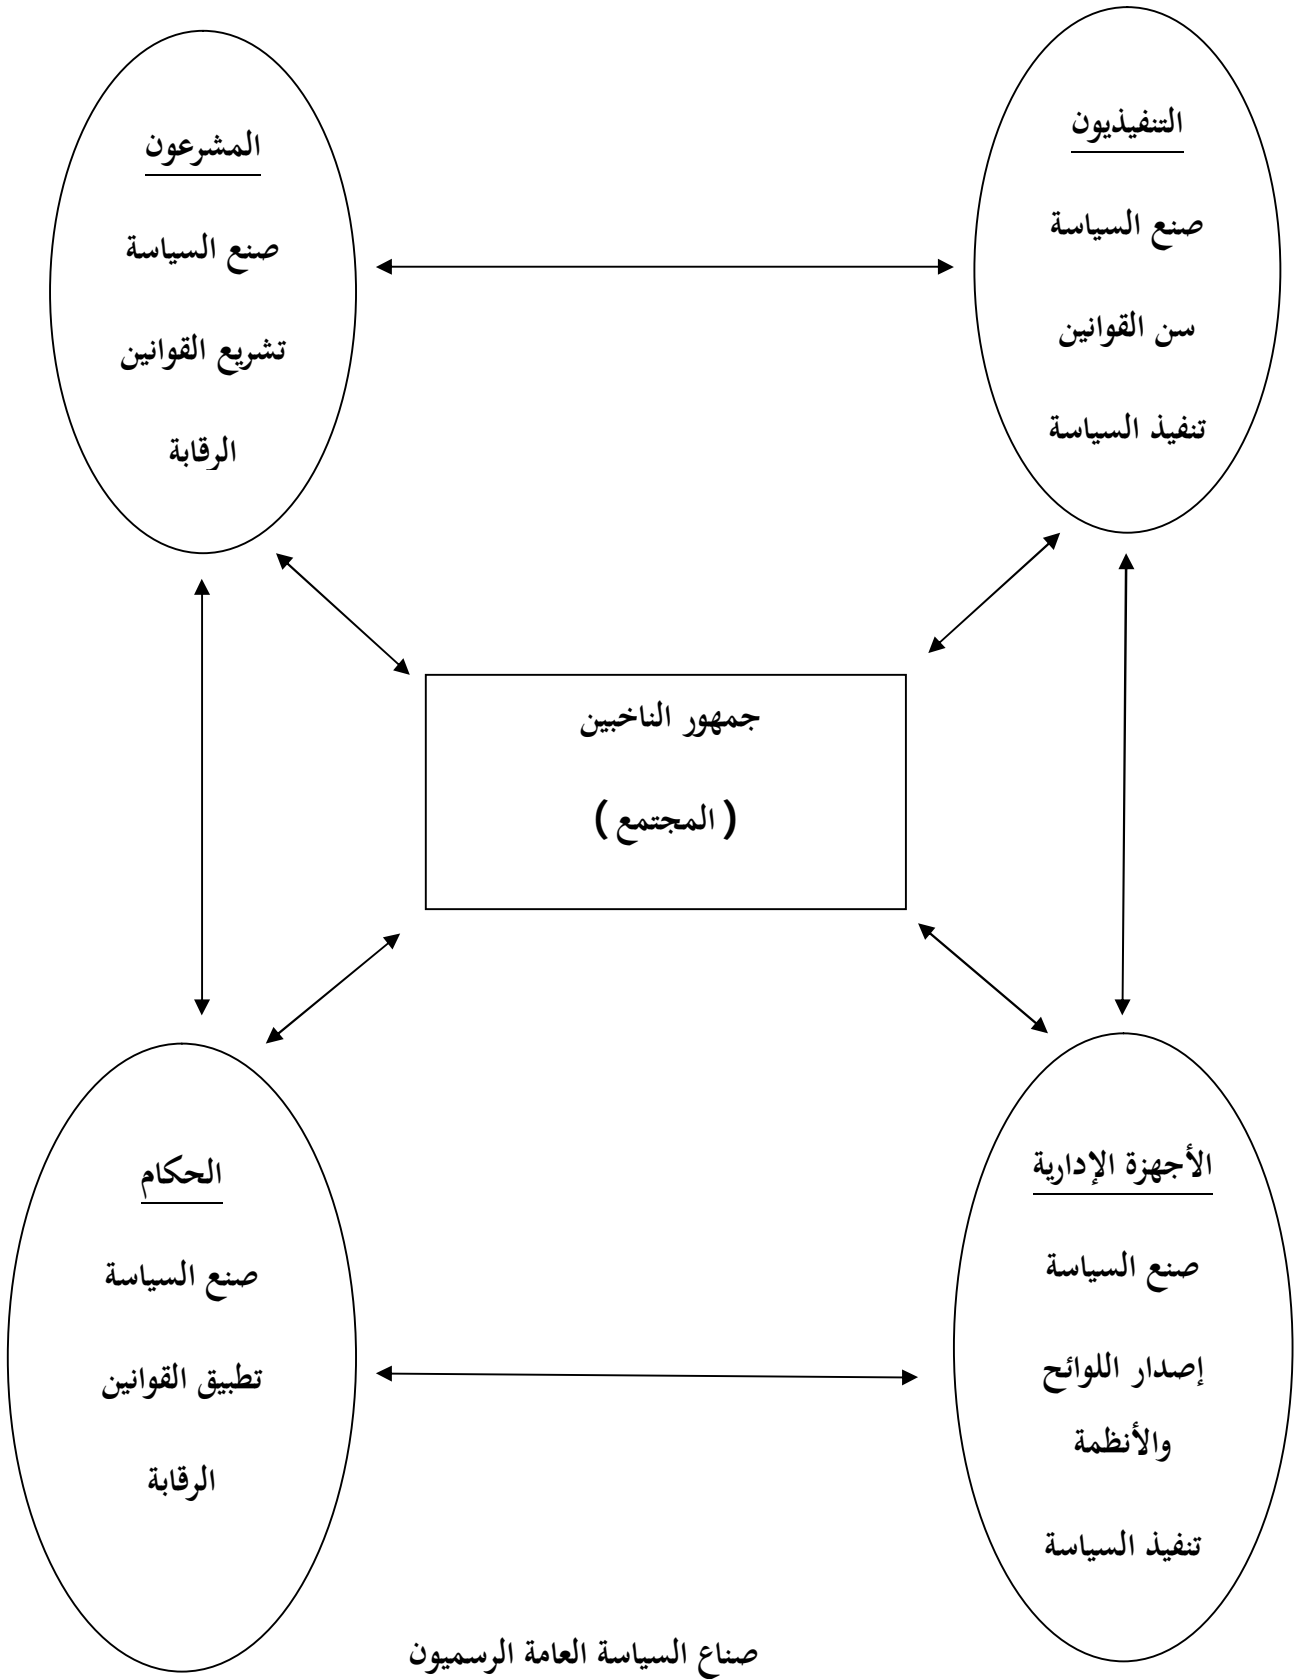 التنفيذيون
صنع السياسة
سن القوانين
تنفيذ السياسة
المشرعون
صنع السياسة
تشريع القوانين
الرقابة
جمهور الناخبين
( المجتمع )
الأجهزة الإدارية
صنع السياسة
إصدار اللوائح
والأنظمة
تنفيذ السياسة
الحكام
صنع السياسة
تطبيق القوانين
الرقابة
صناع السياسة العامة الرسميون